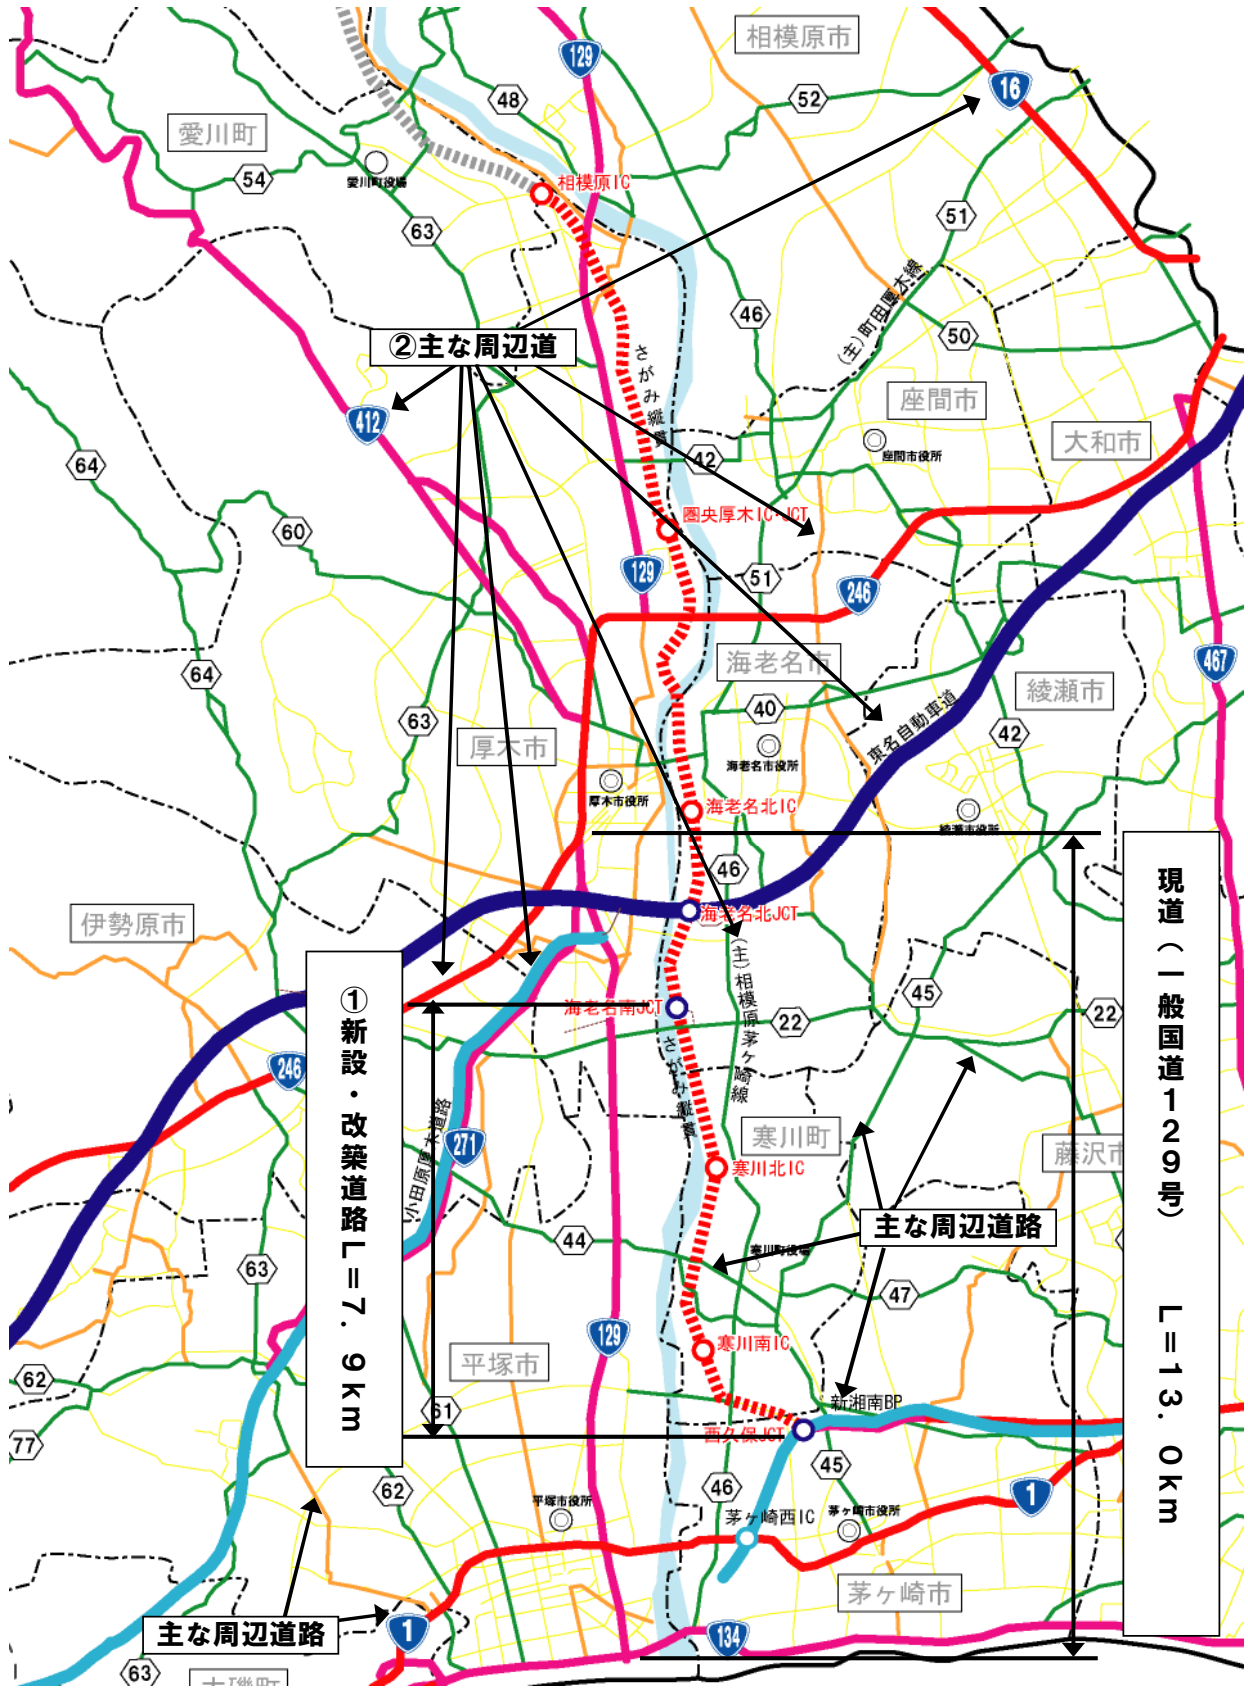 相模原市
129
16
48
52
愛川町
愛川町役場
54
相模原IC
63
51
46
(主)町田厚木線
50
②主な周辺道
さがみ縦貫
412
座間市
座間市役所
大和市
64
42
圏央厚木IC・JCT
60
129
51
246
64
海老名市
467
綾瀬市
40
63
厚木市
東名自動車道
42
海老名市役所
厚木市役所
海老名北IC
綾瀬市役所
現道(一般国道129号) L=13.0km
46
伊勢原市
海老名北JCT
(主)相模原茅ヶ崎線
45
①新設・改築道路L=7.9km
海老名南JCT
22
22
さがみ縦貫
246
小田原厚木道路
271
寒川町
藤沢市
寒川北IC
主な周辺道路
44
寒川町役場
63
47
129
寒川南IC
平塚市
62
新湘南BP
61
77
西久保JCT
45
62
46
1
平塚市役所
茅ヶ崎西IC
茅ヶ崎市役所
茅ヶ崎市
主な周辺道路
1
134
63
大磯町